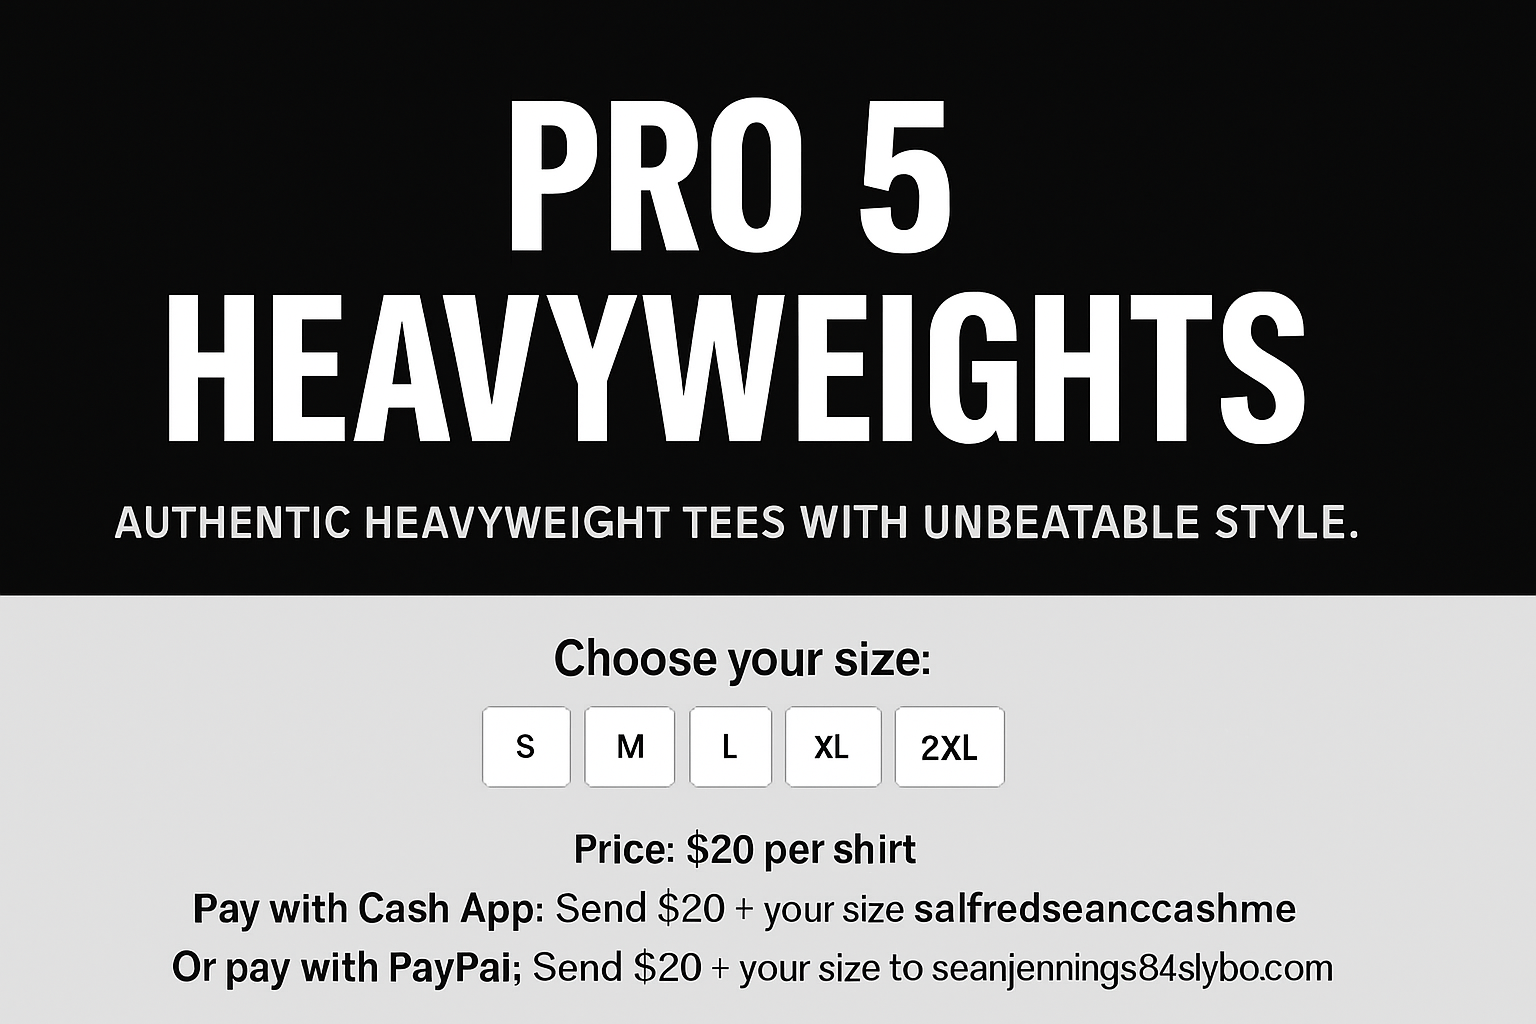 PRO 5
HEAVYWEIGHTS
AUTHENTIC HEAVYWEIGHT TEES WITH UNBEATABLE STYLE.
Choose your size:
S M L XL 2XL
Price: $20 per shirt
Pay with Cash App: Send $20 + your size salfredseanccashme
Or pay with PayPai; Send $20 + your size to seanjennings84slybo.com